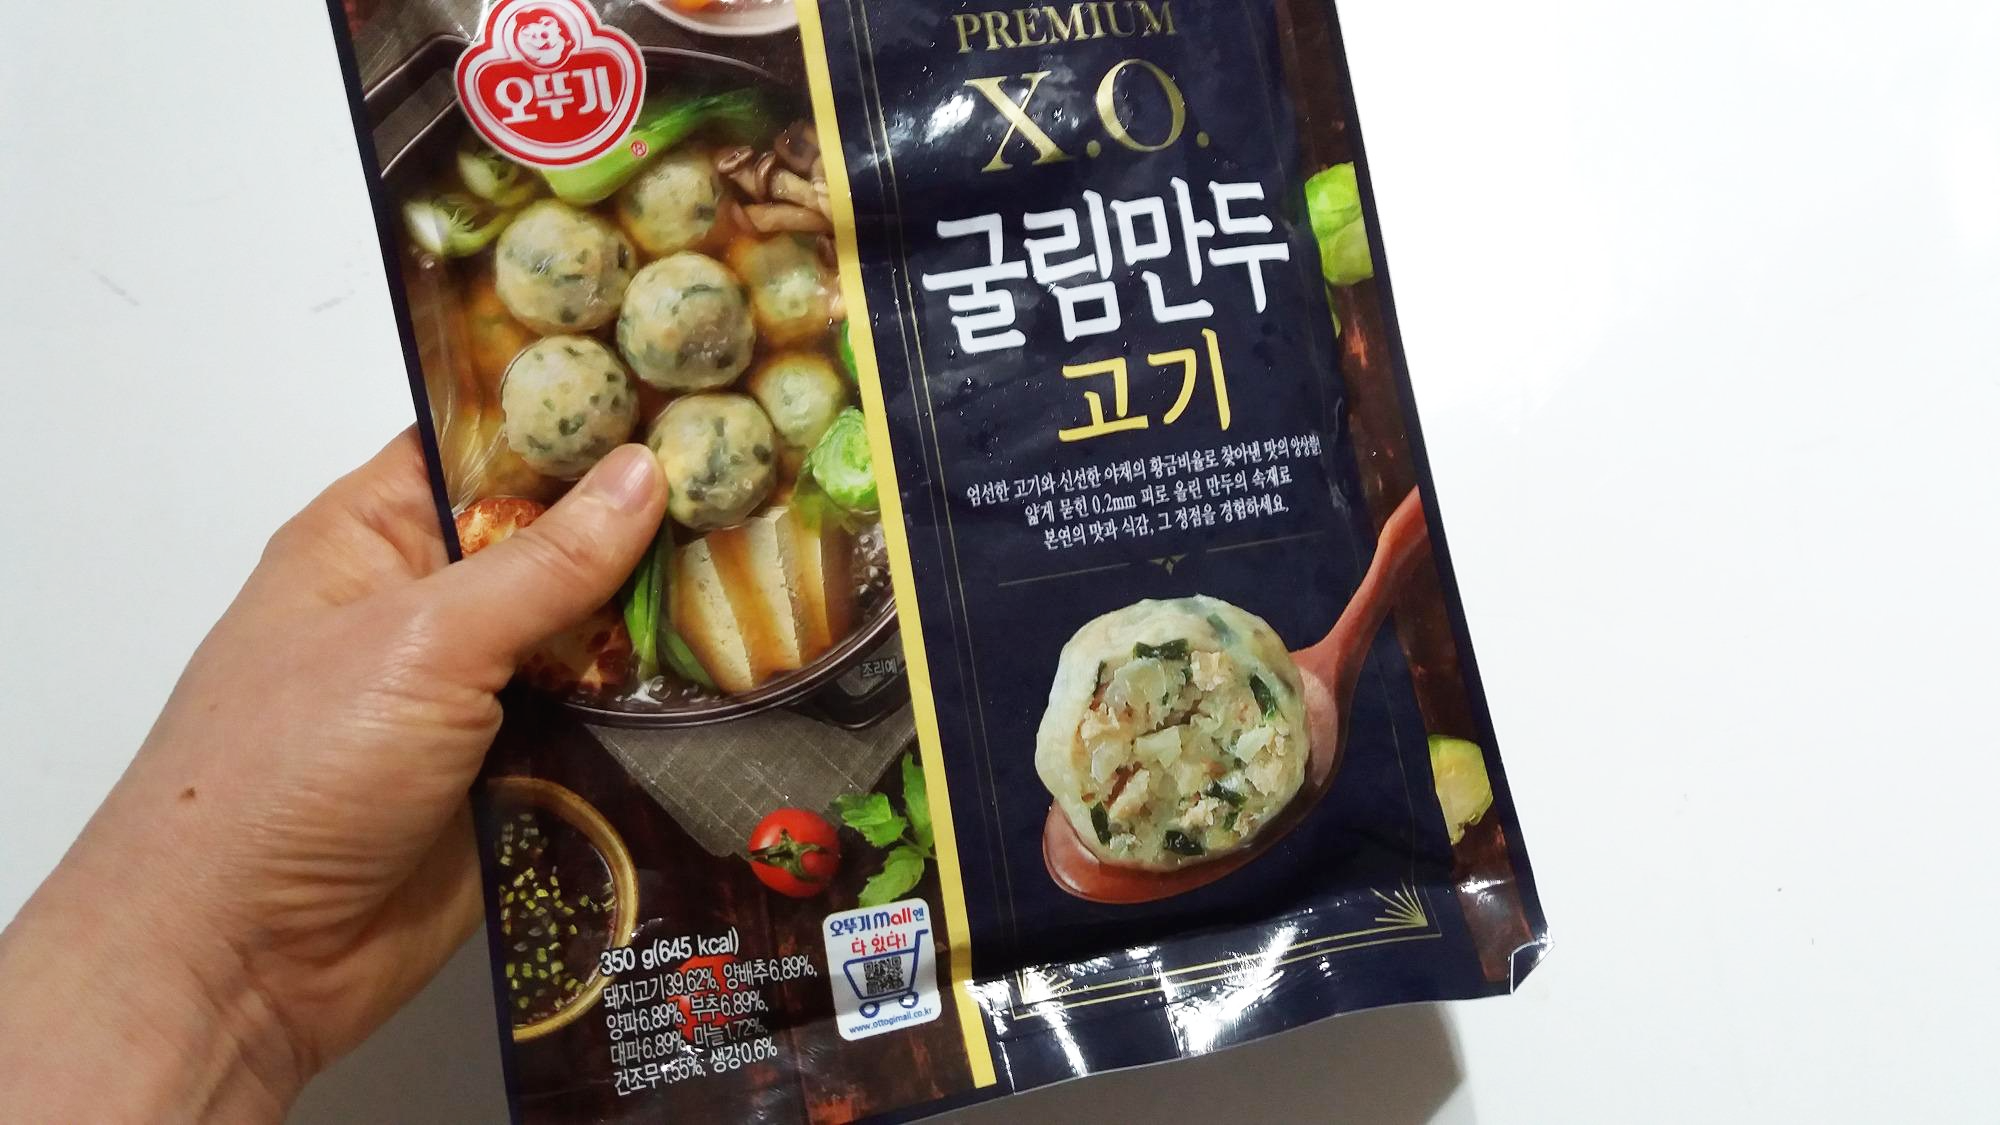 오뚜기
PREMIUM
X.O.
굴림만두
고기
엄선한 고기와 신선한 야채의 황금비율로 찾아낸 맛의 앙상블!
얇게 묻힌 0.2mm 피로 올린 만두의 속재료
본연의 맛과 식감, 그 정점을 경험하세요.
조리예
오뚜기mall엔
다 있다!
www.ottogimall.co.kr
350 g(645 kcal)
돼지고기39.62%, 양배추6.89%,
양파6.89%, 부추6.89%,
대파6.89%, 마늘1.72%,
건조무1.55%, 생강0.6%